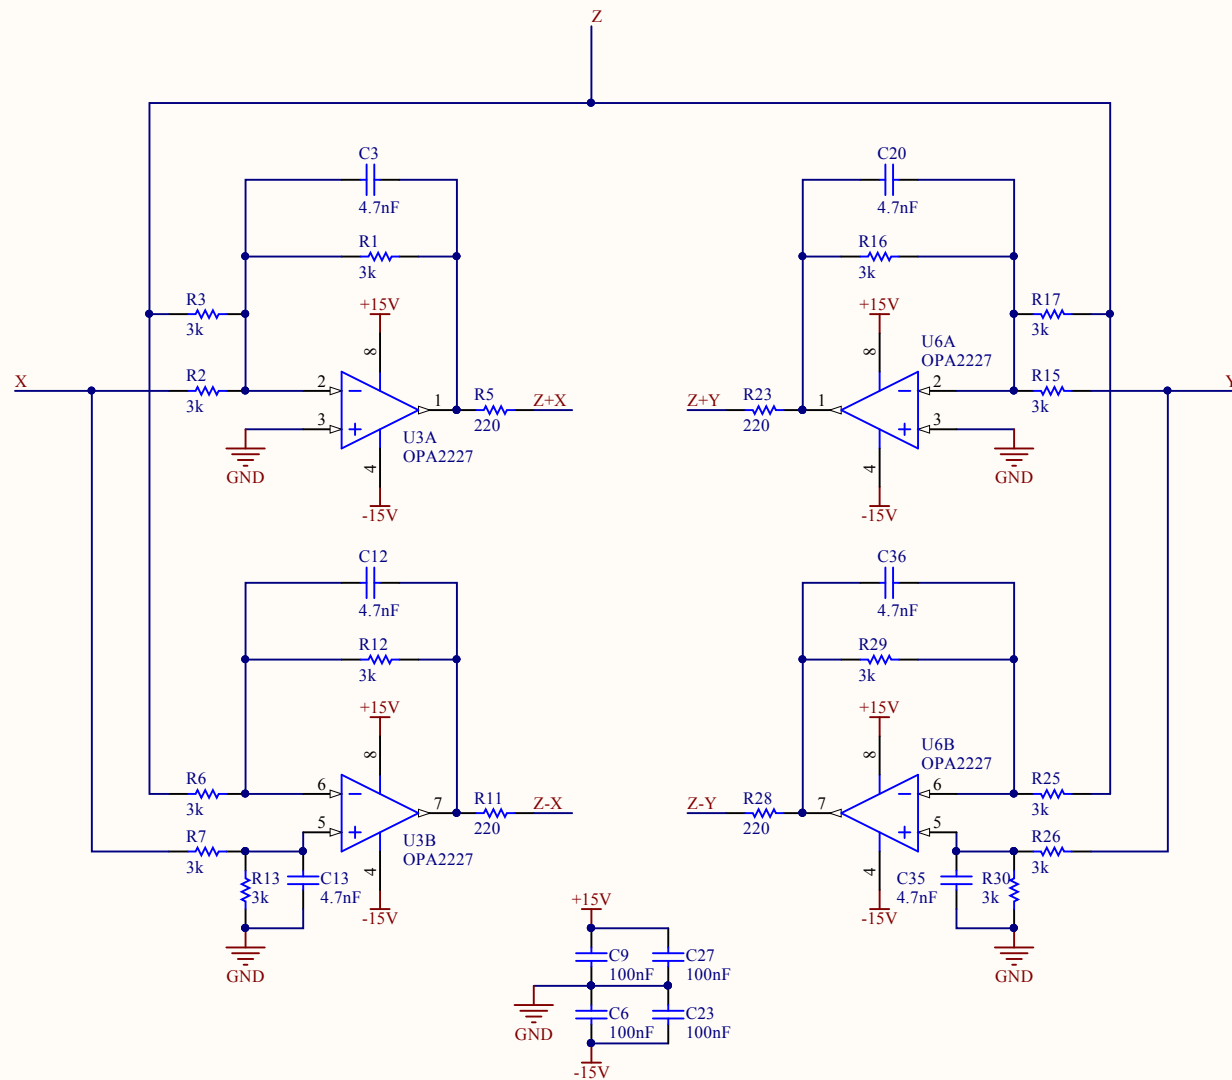 Z
C3
C20
4.7nF
4.7nF
R1
R16
3k
3k
R3
+15V
+15V
R17
3k
3k
8
8
U6A
OPA2227
X
R2
2
2
R15
Y
3k
3k
1
R5
Z+X
Z+Y
R23
1
3
3
220
220
U3A
OPA2227
GND
4
4
GND
-15V
-15V
C12
C36
4.7nF
4.7nF
R12
R29
3k
3k
+15V
+15V
8
8
U6B
OPA2227
R6
6
6
R25
3k
3k
7
R11
Z-X
Z-Y
R28
7
5
5
220
220
R7
R26
3k
3k
U3B
OPA2227
4
4
R13
C13
C35
R30
3k
4.7nF
4.7nF
3k
-15V
-15V
+15V
GND
GND
C9
C27
100nF
100nF
C6
C23
GND
100nF
100nF
-15V